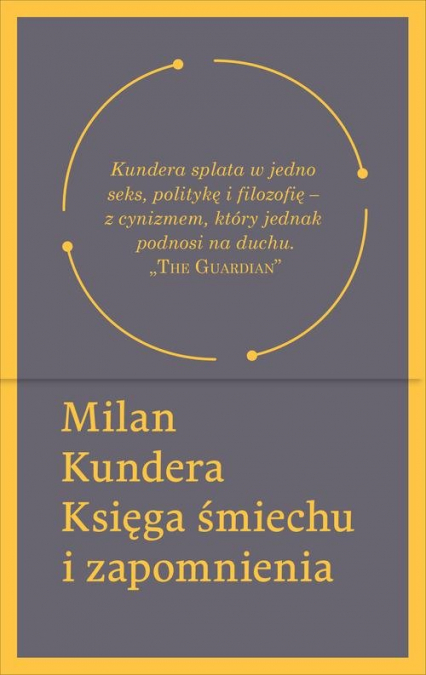 Kundera splata w jedno
seks, politykę i filozofię –
z cynizmem, który jednak
podnosi na duchu.
„The Guardian”
Milan
Kundera
Księga śmiechu
i zapomnienia